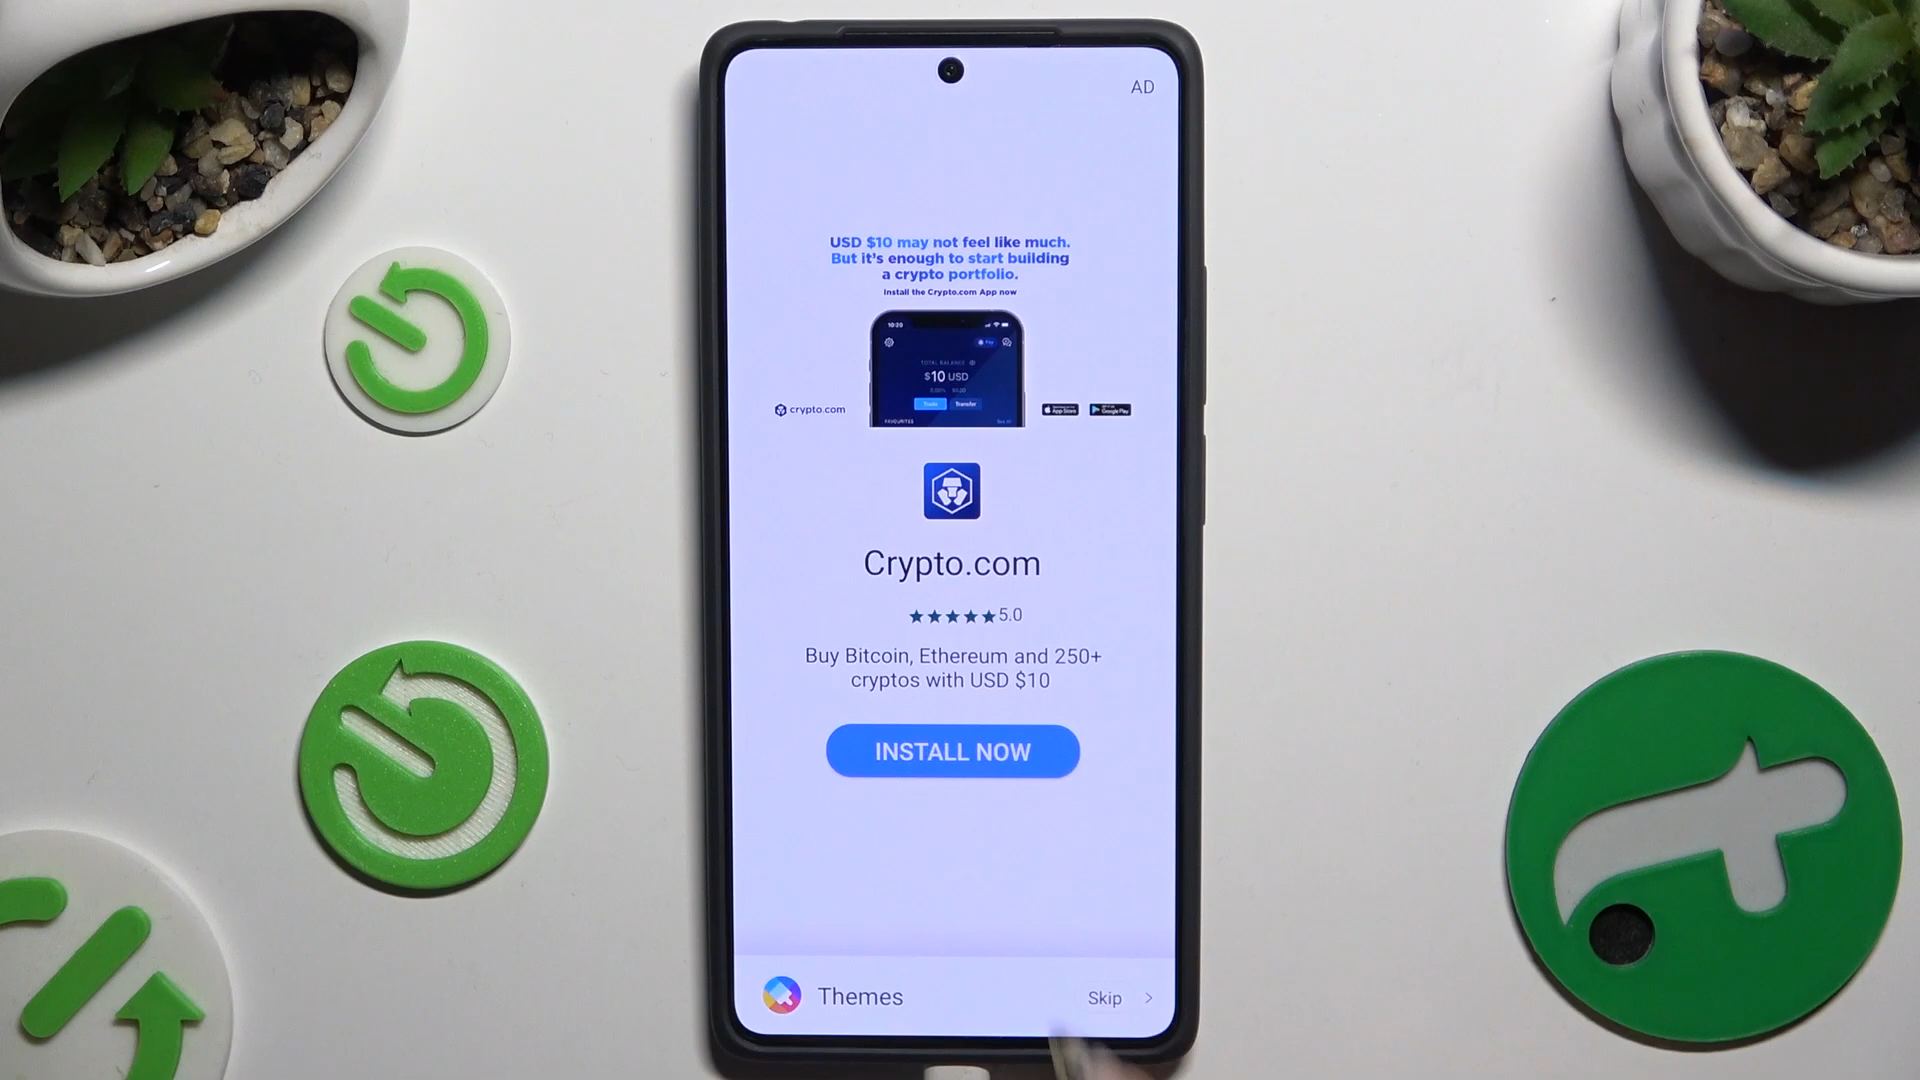 AD
USD $10 may not feel like much.
But it's enough to start building
a crypto portfolio.
Install the Crypto.com App now
10:20
Pay
TOTAL BALANCE
$10 USD
Trade Transfer
FAVOURITES
crypto.com
App Store
Google Play
Crypto.com
5.0
Buy Bitcoin, Ethereum and 250+
cryptos with USD $10
INSTALL NOW
Themes
Skip